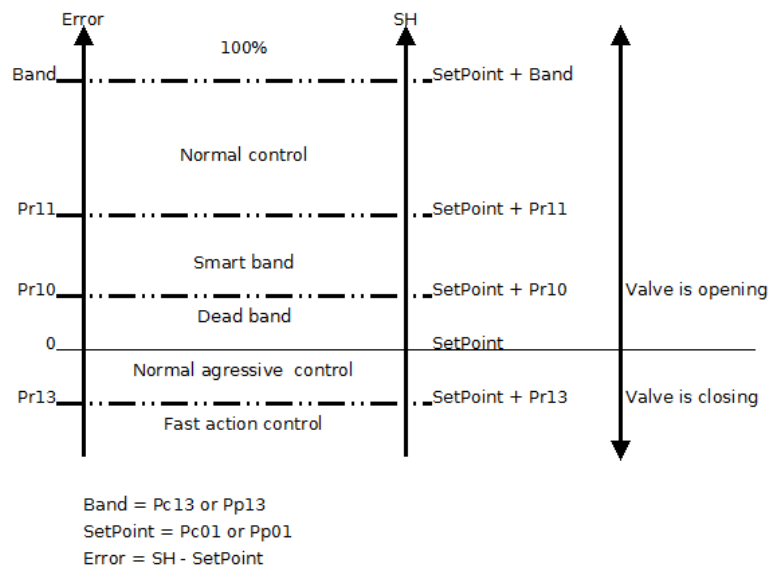 Error SH
100%
Band SetPoint + Band
Normal control
Pr11 SetPoint + Pr11
Smart band
Pr10 SetPoint + Pr10 Valve is opening
Dead band
0 SetPoint
Normal agressive control
Pr13 SetPoint + Pr13 Valve is closing
Fast action control
Band = Pc13 or Pp13
SetPoint = Pc01 or Pp01
Error = SH - SetPoint